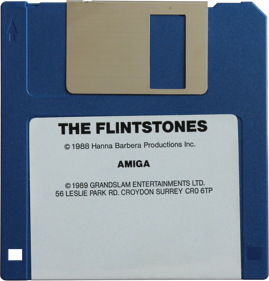 THE FLINTSTONES
© 1988 Hanna Barbera Productions Inc.
AMIGA
© 1989 GRANDSLAM ENTERTAINMENTS LTD.
56 LESLIE PARK RD. CROYDON SURREY CR0 6TP